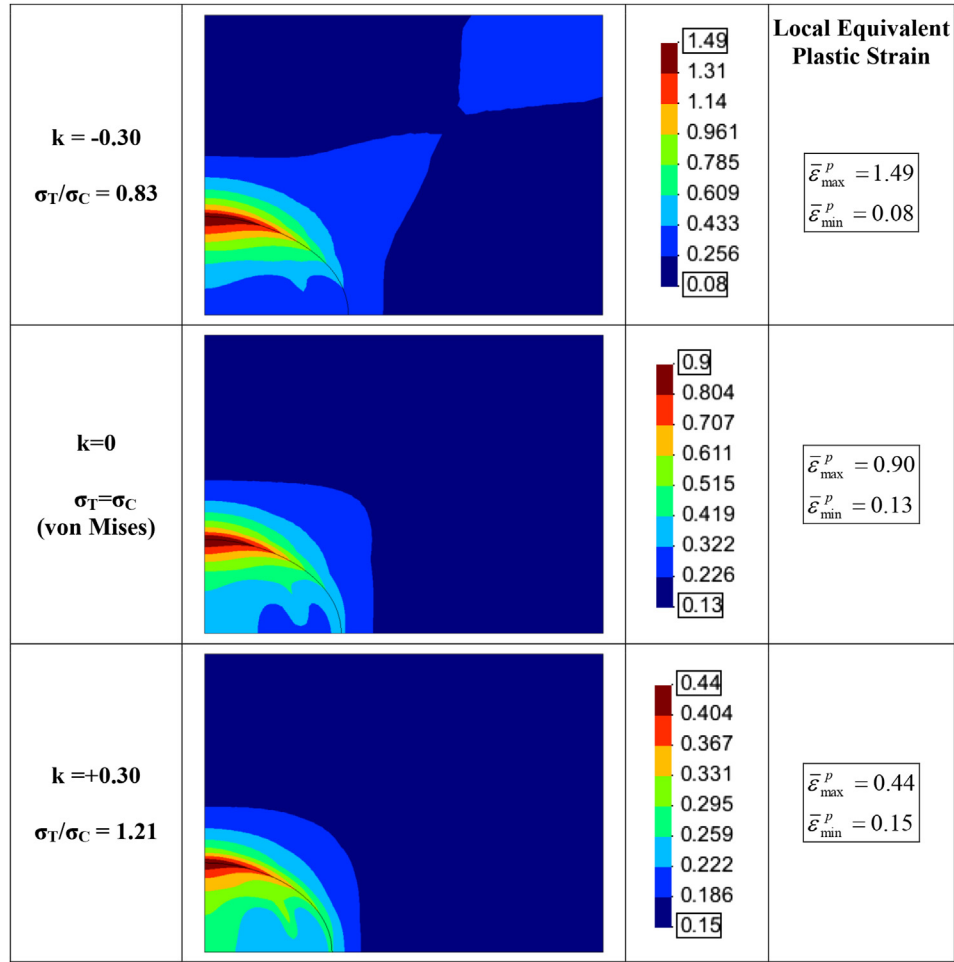 Local Equivalent
Plastic Strain
k = -0.30
σT/σC = 0.83
1.49
1.31
1.14
0.961
0.785
0.609
0.433
0.256
0.08
ε̄ᵖmax = 1.49
ε̄ᵖmin = 0.08
k=0
σT=σC
(von Mises)
0.9
0.804
0.707
0.611
0.515
0.419
0.322
0.226
0.13
ε̄ᵖmax = 0.90
ε̄ᵖmin = 0.13
k =+0.30
σT/σC = 1.21
0.44
0.404
0.367
0.331
0.295
0.259
0.222
0.186
0.15
ε̄ᵖmax = 0.44
ε̄ᵖmin = 0.15